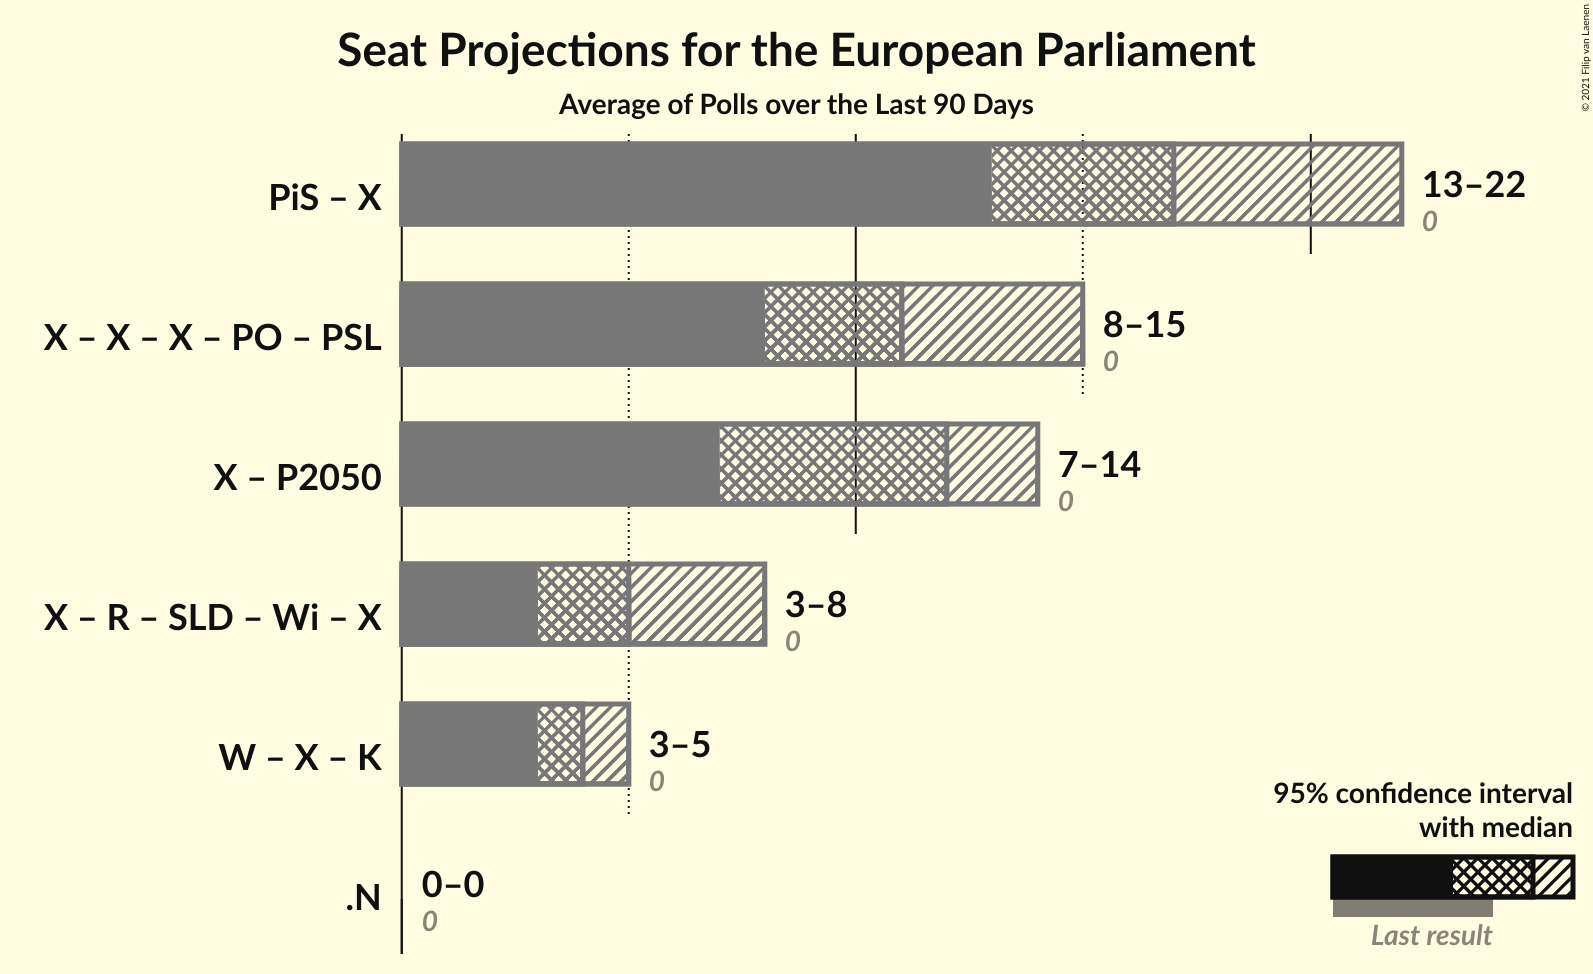 Seat Projections for the European Parliament
Average of Polls over the Last 90 Days
© 2021 Filip van Laenen
PiS – X
13–22
0
X – X – X – PO – PSL
8–15
0
X – P2050
7–14
0
X – R – SLD – Wi – X
3–8
0
W – X – K
3–5
0
.N
0–0
0
95% confidence interval
with median
Last result